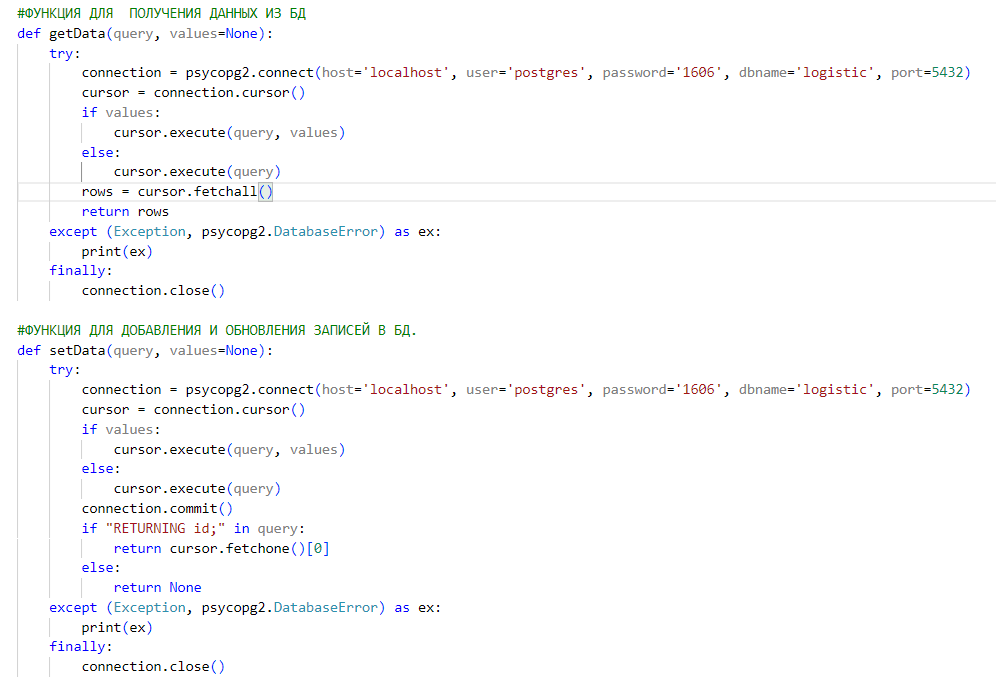 #ФУНКЦИЯ ДЛЯ  ПОЛУЧЕНИЯ ДАННЫХ ИЗ БД
def getData(query, values=None):
    try:
        connection = psycopg2.connect(host='localhost', user='postgres', password='1606', dbname='logistic', port=5432)
        cursor = connection.cursor()
        if values:
            cursor.execute(query, values)
        else:
            cursor.execute(query)
        rows = cursor.fetchall()
        return rows
    except (Exception, psycopg2.DatabaseError) as ex:
        print(ex)
    finally:
        connection.close()

#ФУНКЦИЯ ДЛЯ ДОБАВЛЕНИЯ И ОБНОВЛЕНИЯ ЗАПИСЕЙ В БД.
def setData(query, values=None):
    try:
        connection = psycopg2.connect(host='localhost', user='postgres', password='1606', dbname='logistic', port=5432)
        cursor = connection.cursor()
        if values:
            cursor.execute(query, values)
        else:
            cursor.execute(query)
        connection.commit()
        if "RETURNING id;" in query:
            return cursor.fetchone()[0]
        else:
            return None
    except (Exception, psycopg2.DatabaseError) as ex:
        print(ex)
    finally:
        connection.close()